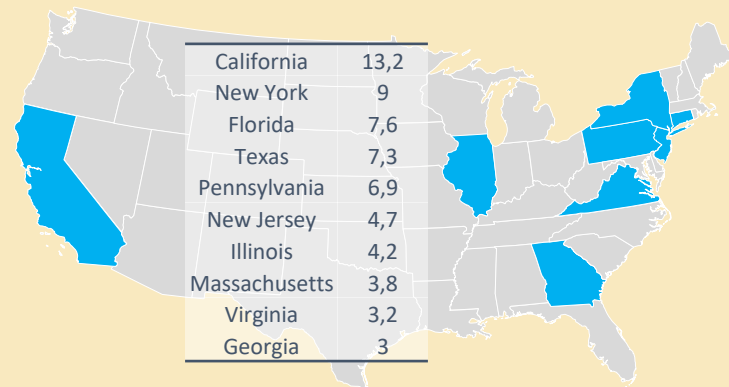 California 13,2
New York 9
Florida 7,6
Texas 7,3
Pennsylvania 6,9
New Jersey 4,7
Illinois 4,2
Massachusetts 3,8
Virginia 3,2
Georgia 3